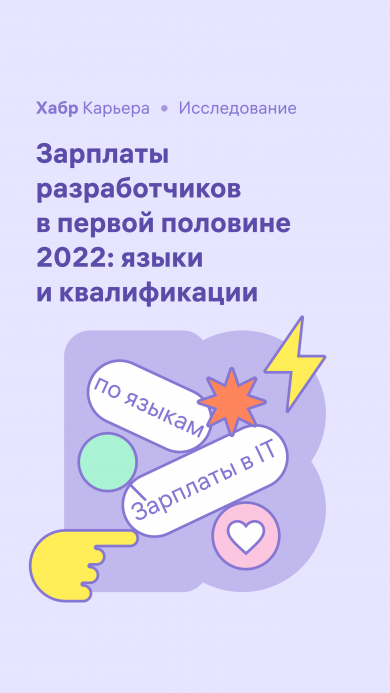 Хабр Карьера • Исследование
Зарплаты
разработчиков
в первой половине
2022: языки
и квалификации
по языкам
Зарплаты в IT